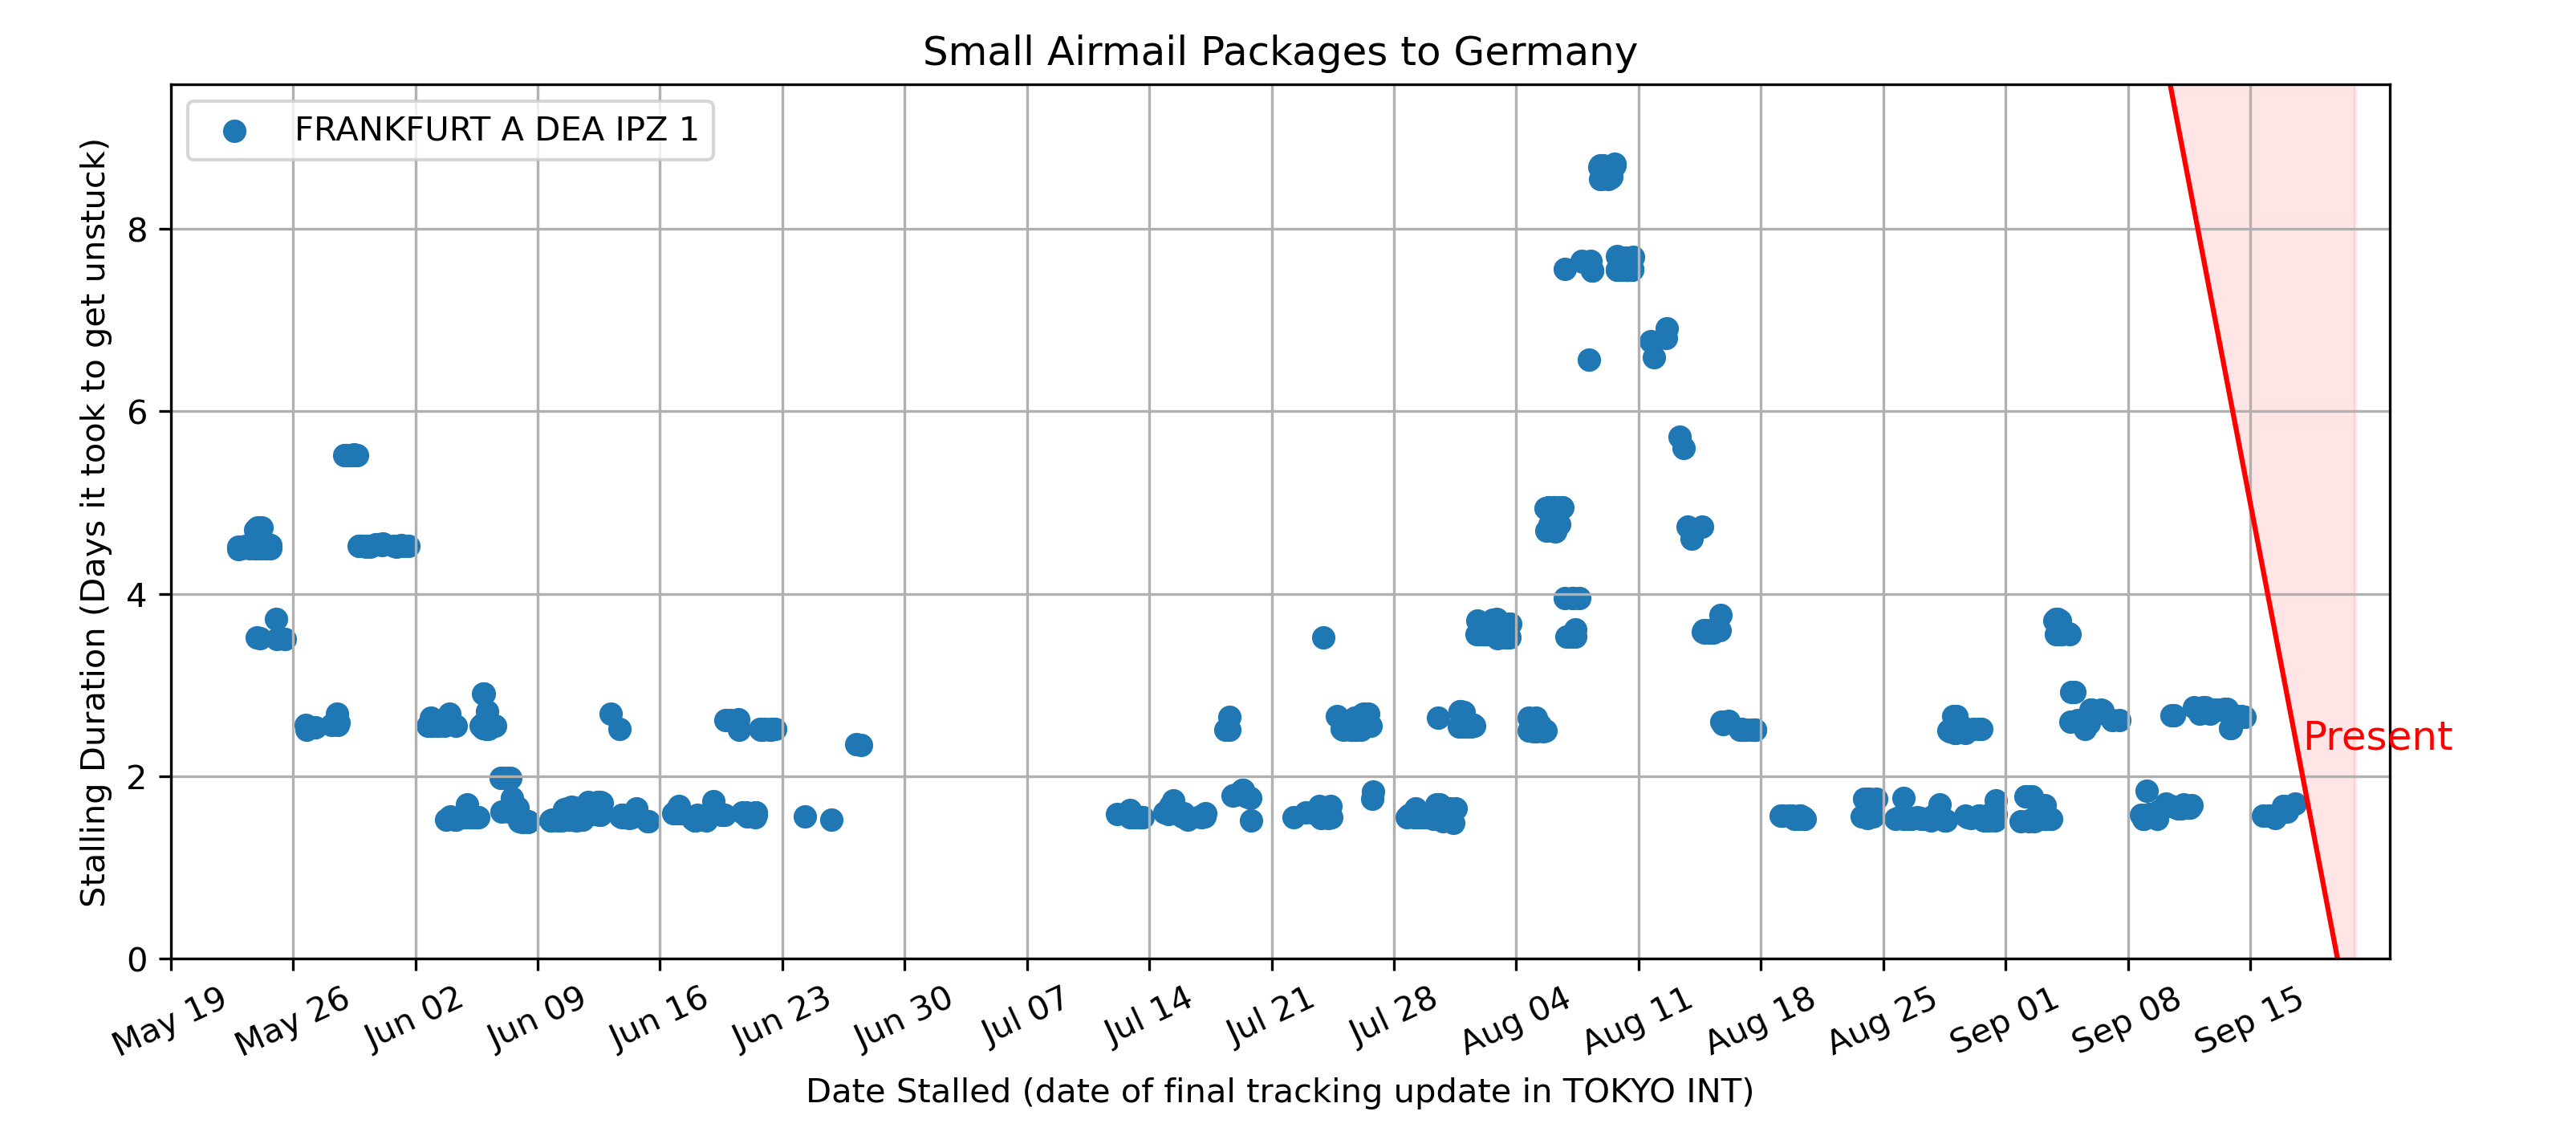 Small Airmail Packages to Germany
FRANKFURT A DEA IPZ 1
Stalling Duration (Days it took to get unstuck)
8
6
4
2
0
Present
May 19
May 26
Jun 02
Jun 09
Jun 16
Jun 23
Jun 30
Jul 07
Jul 14
Jul 21
Jul 28
Aug 04
Aug 11
Aug 18
Aug 25
Sep 01
Sep 08
Sep 15
Date Stalled (date of final tracking update in TOKYO INT)